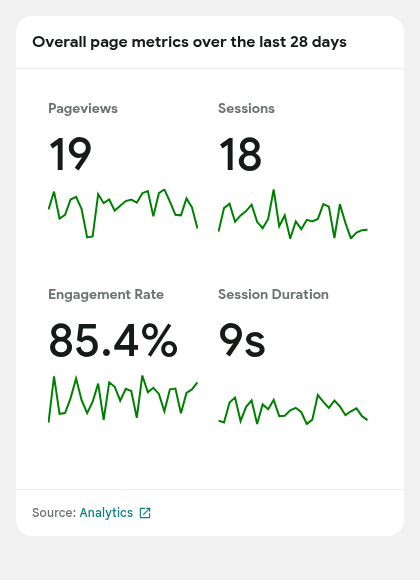 Overall page metrics over the last 28 days
Pageviews
19
Sessions
18
Engagement Rate
85.4%
Session Duration
9s
Source: Analytics